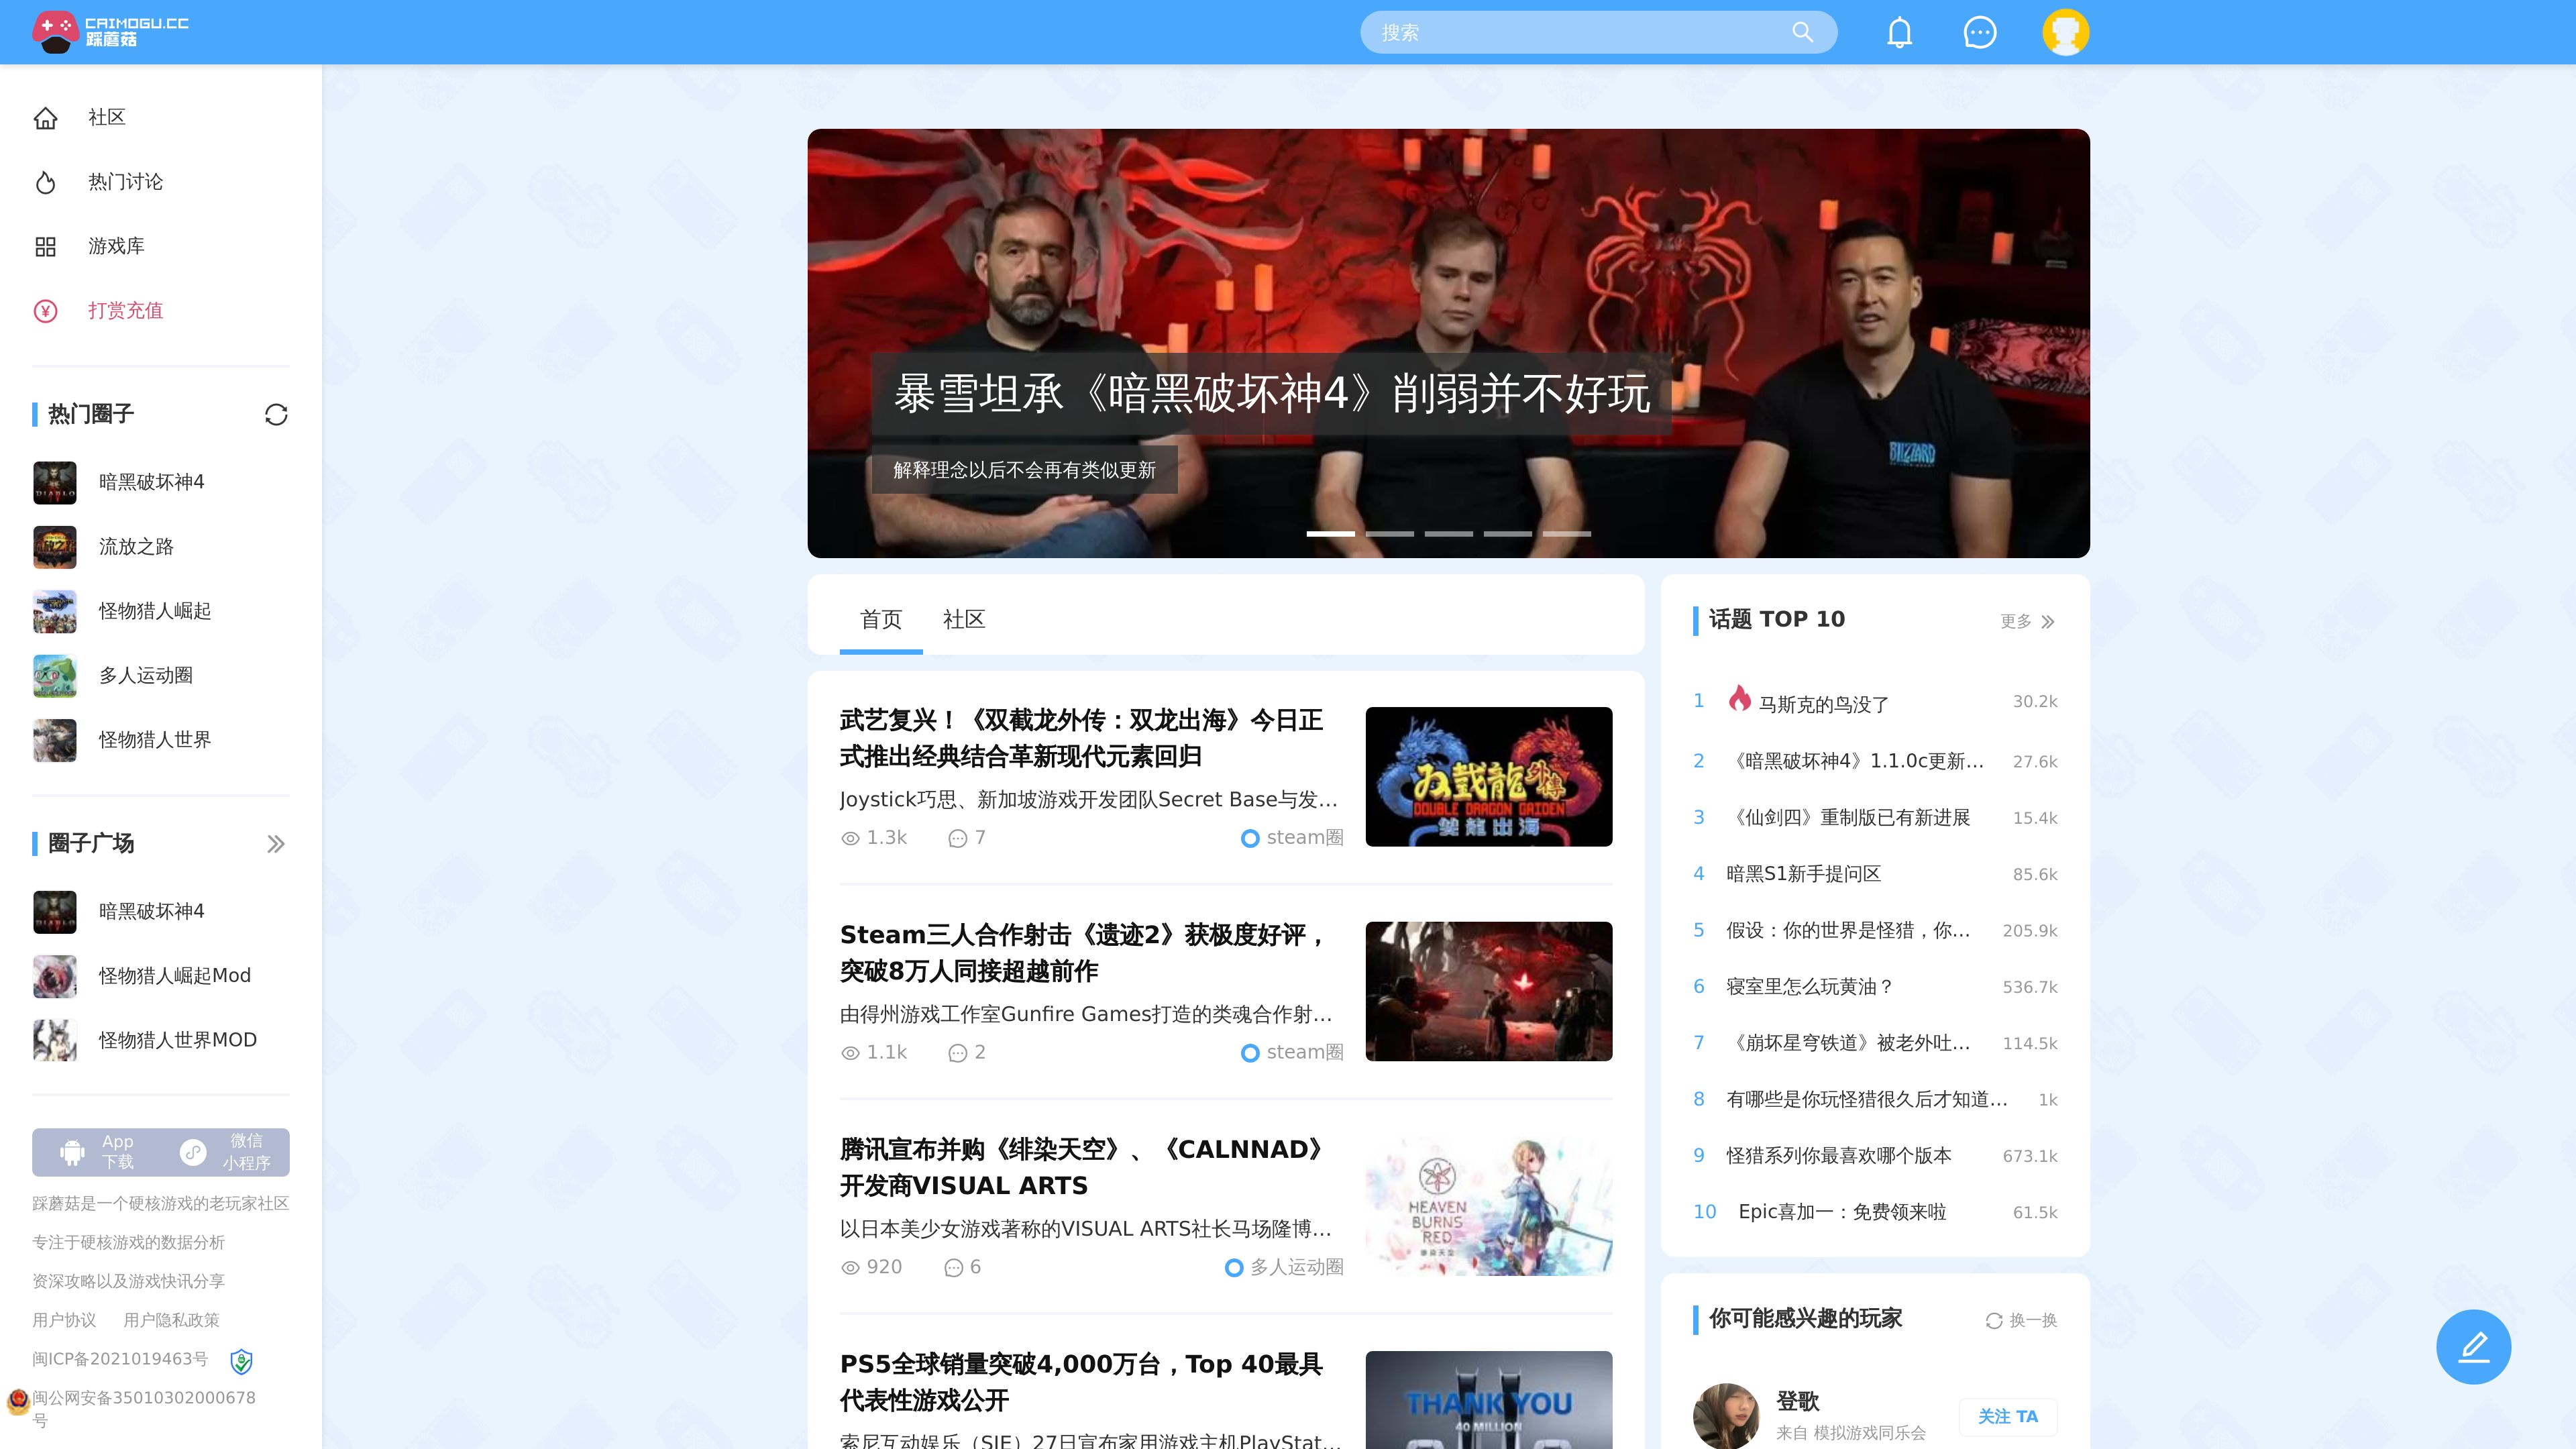 CAIMOGU.CC
踩蘑菇
搜索
社区
热门讨论
游戏库
打赏充值
热门圈子
暗黑破坏神4
流放之路
怪物猎人崛起
多人运动圈
怪物猎人世界
圈子广场
暗黑破坏神4
怪物猎人崛起Mod
怪物猎人世界MOD
App
下载
微信
小程序
踩蘑菇是一个硬核游戏的老玩家社区
专注于硬核游戏的数据分析
资深攻略以及游戏快讯分享
用户协议 用户隐私政策
闽ICP备2021019463号
闽公网安备35010302000678
号
暴雪坦承《暗黑破坏神4》削弱并不好玩
解释理念以后不会再有类似更新
BLIZZARD
首页 社区
武艺复兴！《双截龙外传：双龙出海》今日正
式推出经典结合革新现代元素回归
Joystick巧思、新加坡游戏开发团队Secret Base与发...
1.3k 7 steam圈
DOUBLE DRAGON GAIDEN
雙龍出海
Steam三人合作射击《遗迹2》获极度好评，
突破8万人同接超越前作
由得州游戏工作室Gunfire Games打造的类魂合作射...
1.1k 2 steam圈
腾讯宣布并购《绯染天空》、《CALNNAD》
开发商VISUAL ARTS
以日本美少女游戏著称的VISUAL ARTS社长马场隆博...
920 6 多人运动圈
HEAVEN
BURNS
RED
PS5全球销量突破4,000万台，Top 40最具
代表性游戏公开
索尼互动娱乐（SIE）27日宣布家用游戏主机PlayStat...
THANK YOU
40 MILLION
话题 TOP 10 更多
1 马斯克的鸟没了 30.2k
2 《暗黑破坏神4》1.1.0c更新... 27.6k
3 《仙剑四》重制版已有新进展 15.4k
4 暗黑S1新手提问区 85.6k
5 假设：你的世界是怪猎，你... 205.9k
6 寝室里怎么玩黄油？ 536.7k
7 《崩坏星穹铁道》被老外吐... 114.5k
8 有哪些是你玩怪猎很久后才知道... 1k
9 怪猎系列你最喜欢哪个版本 673.1k
10 Epic喜加一：免费领来啦 61.5k
你可能感兴趣的玩家 换一换
登歌
来自 模拟游戏同乐会
关注 TA